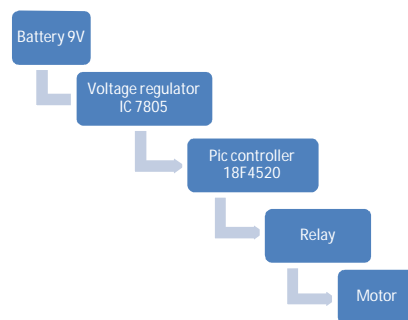 Battery 9V
Voltage regulator
IC 7805
Pic controller
18F4520
Relay
Motor